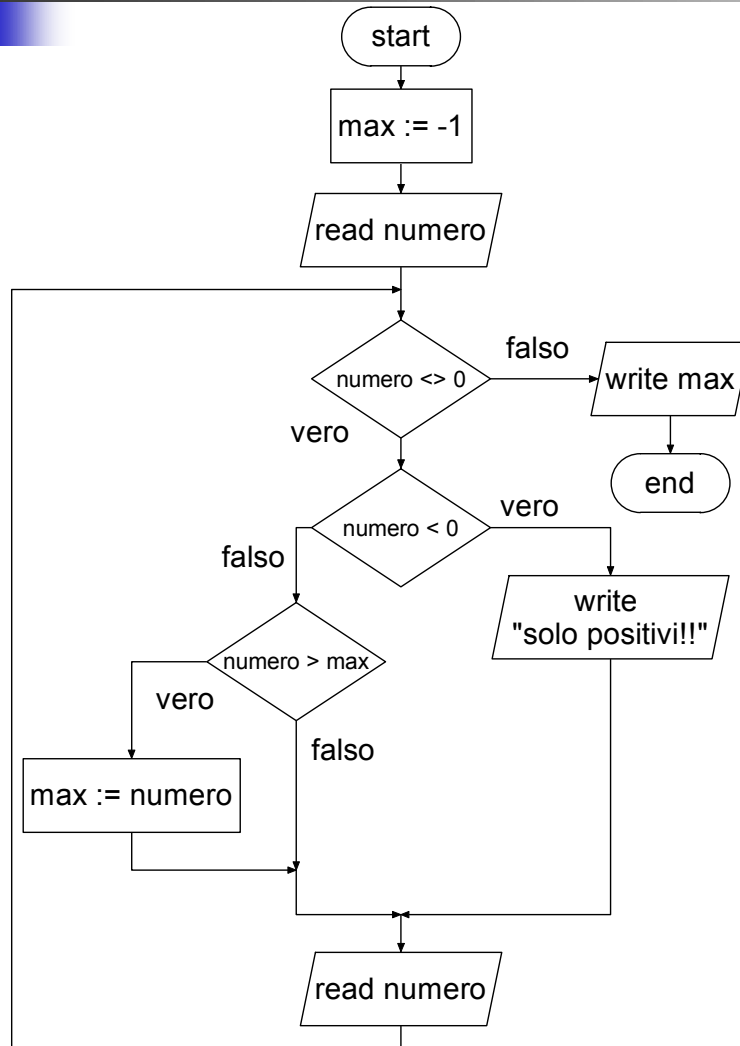 start
max := -1
read numero
numero <> 0
falso
write max
end
vero
numero < 0
vero
write
"solo positivi!!"
falso
numero > max
vero
falso
max := numero
read numero